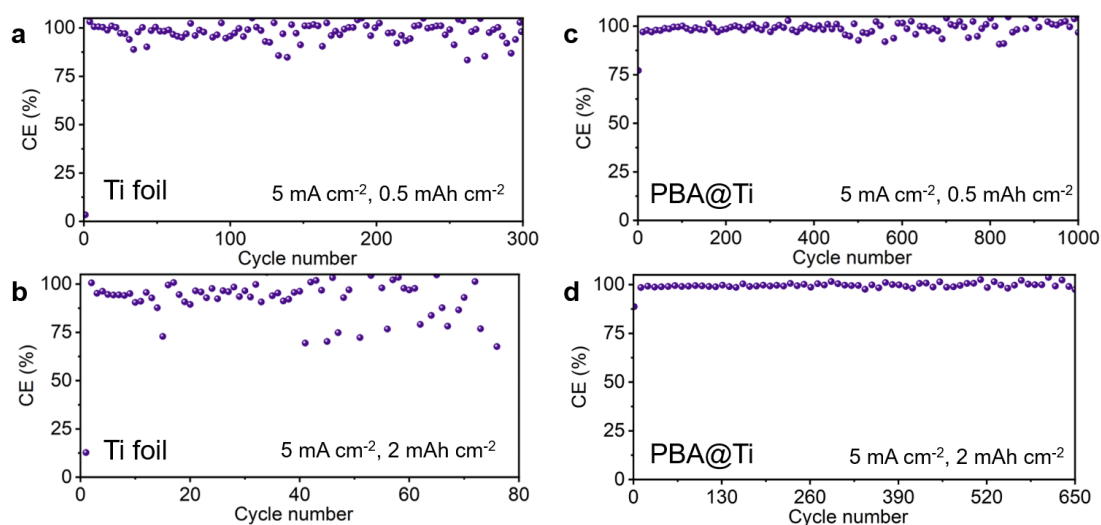 a
100
75
50
25
0
CE (%)
Ti foil
5 mA cm⁻², 0.5 mAh cm⁻²
0 100 200 300
Cycle number
b
100
75
50
25
0
CE (%)
Ti foil
5 mA cm⁻², 2 mAh cm⁻²
0 20 40 60 80
Cycle number
c
100
75
50
25
0
CE (%)
PBA@Ti
5 mA cm⁻², 0.5 mAh cm⁻²
0 200 400 600 800 1000
Cycle number
d
100
75
50
25
0
CE (%)
PBA@Ti
5 mA cm⁻², 2 mAh cm⁻²
0 130 260 390 520 650
Cycle number